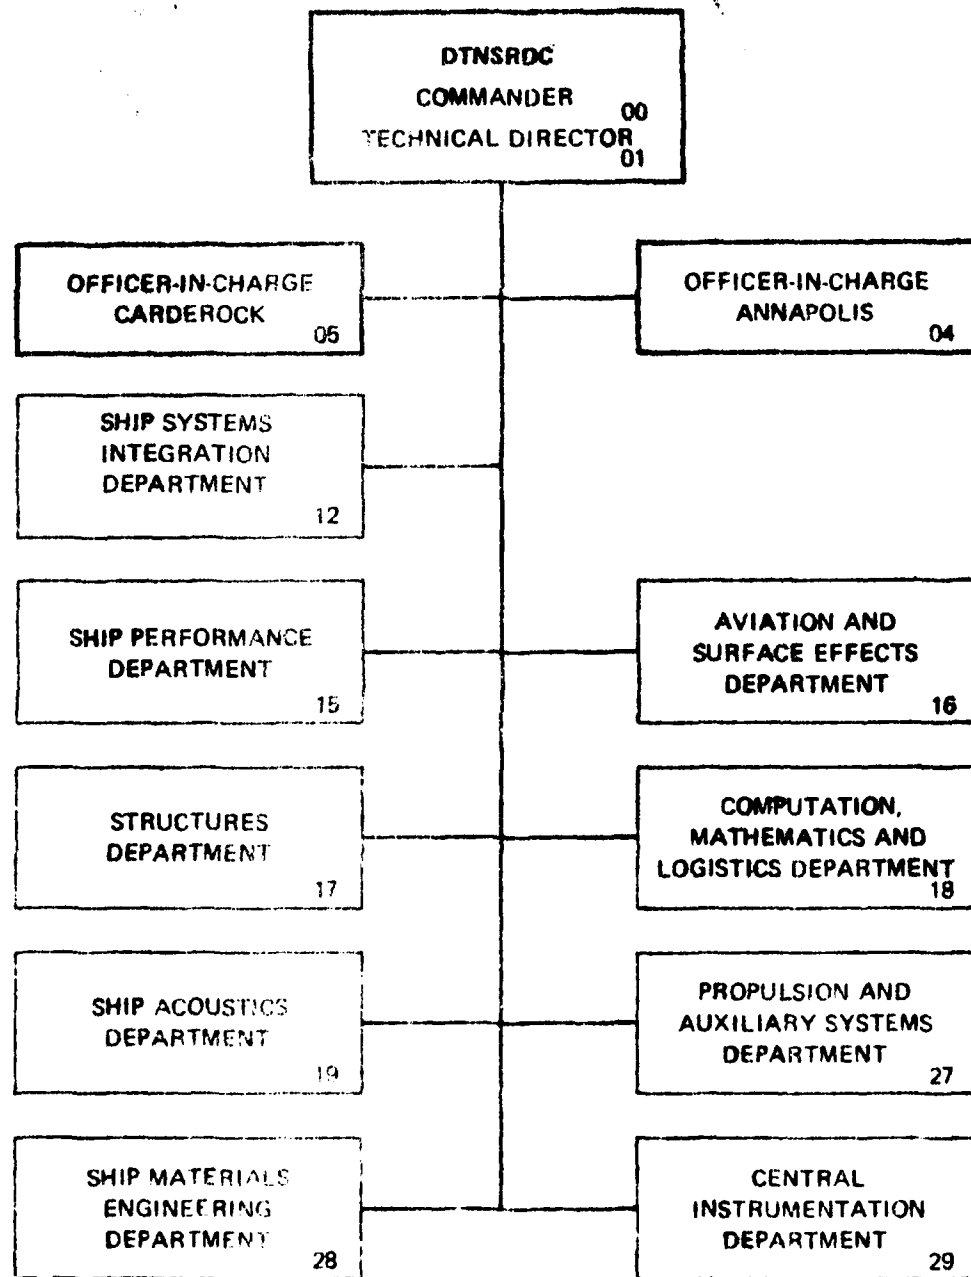 DTNSRDC
COMMANDER
00
TECHNICAL DIRECTOR
01
OFFICER-IN-CHARGE
CARDEROCK
05
OFFICER-IN-CHARGE
ANNAPOLIS
04
SHIP SYSTEMS
INTEGRATION
DEPARTMENT
12
SHIP PERFORMANCE
DEPARTMENT
15
AVIATION AND
SURFACE EFFECTS
DEPARTMENT
16
STRUCTURES
DEPARTMENT
17
COMPUTATION,
MATHEMATICS AND
LOGISTICS DEPARTMENT
18
SHIP ACOUSTICS
DEPARTMENT
19
PROPULSION AND
AUXILIARY SYSTEMS
DEPARTMENT
27
SHIP MATERIALS
ENGINEERING
DEPARTMENT
28
CENTRAL
INSTRUMENTATION
DEPARTMENT
29